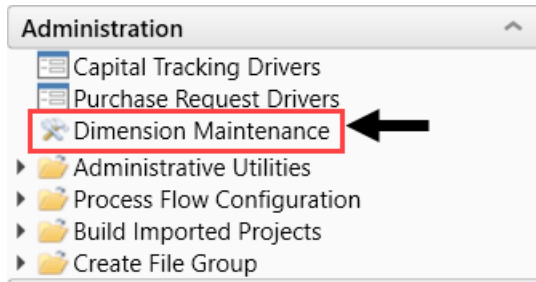 Administration
Capital Tracking Drivers
Purchase Request Drivers
Dimension Maintenance
Administrative Utilities
Process Flow Configuration
Build Imported Projects
Create File Group